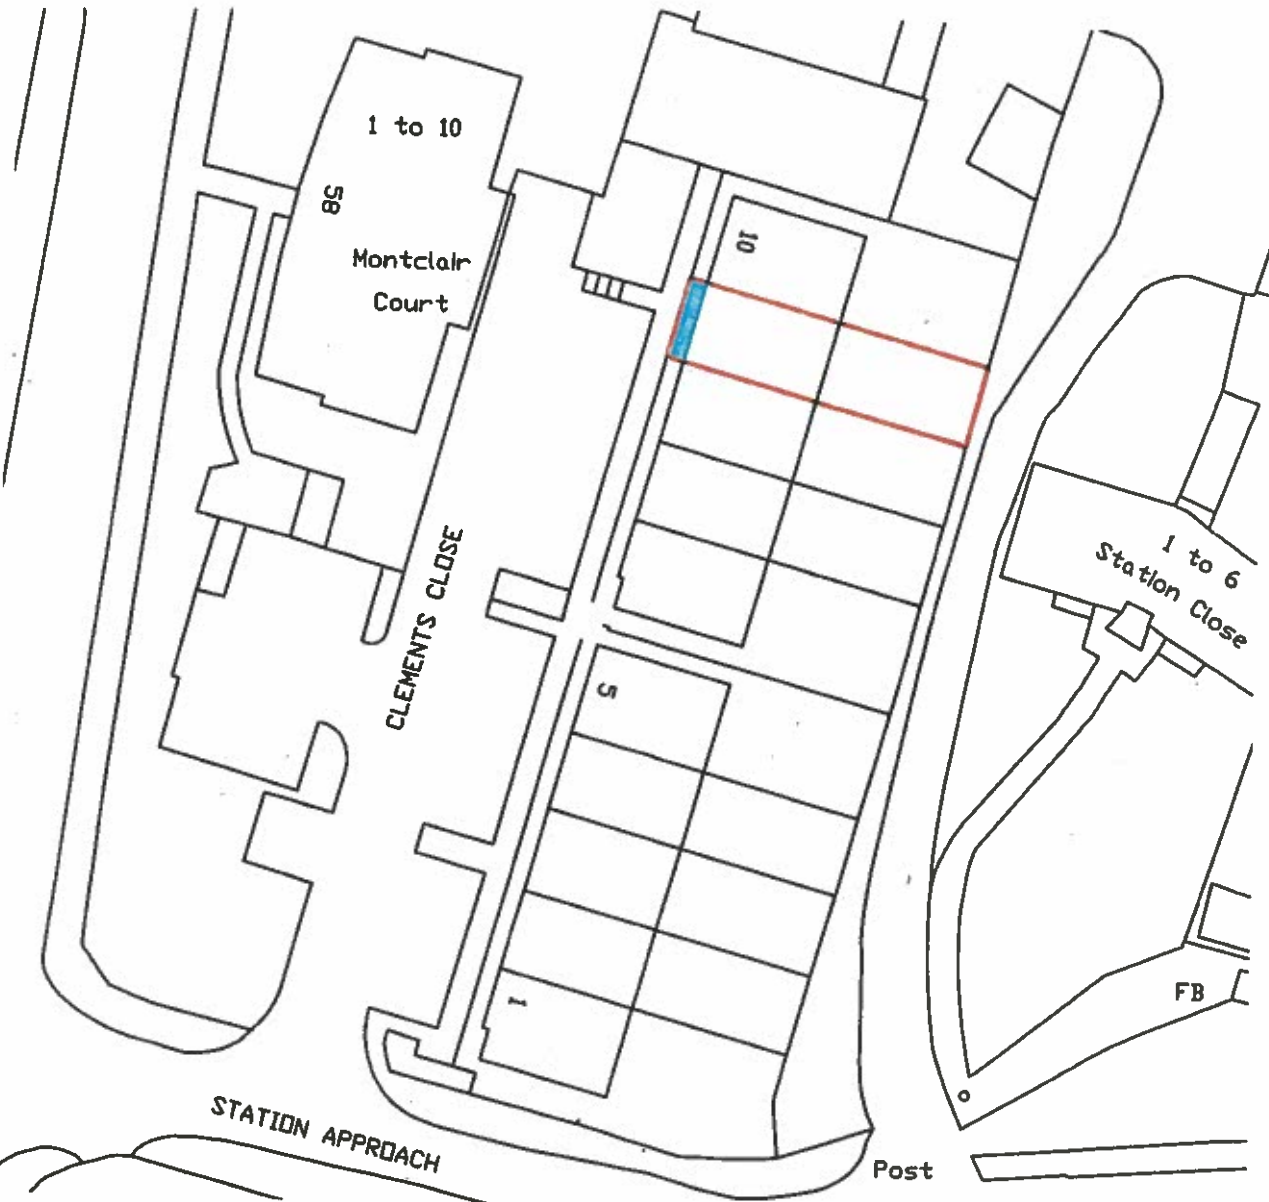 1 to 10
58
Montclair
Court
10
CLEMENTS CLOSE
1 to 6
Station Close
5
1
FB
STATION APPROACH
Post